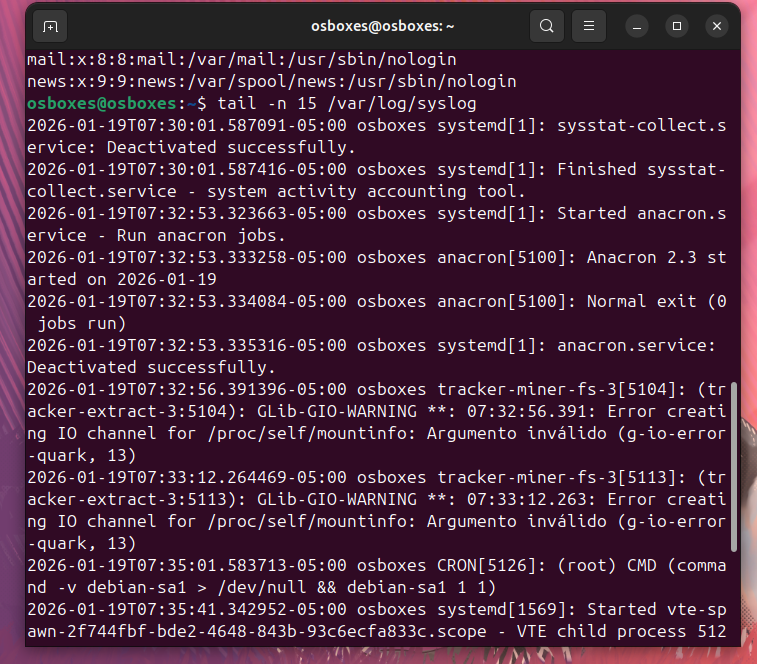 osboxes@osboxes: ~
mail:x:8:8:mail:/var/mail:/usr/sbin/nologin
news:x:9:9:news:/var/spool/news:/usr/sbin/nologin
osboxes@osboxes:~$ tail -n 15 /var/log/syslog
2026-01-19T07:30:01.587091-05:00 osboxes systemd[1]: sysstat-collect.s
ervice: Deactivated successfully.
2026-01-19T07:30:01.587416-05:00 osboxes systemd[1]: Finished sysstat-
collect.service - system activity accounting tool.
2026-01-19T07:32:53.323663-05:00 osboxes systemd[1]: Started anacron.s
ervice - Run anacron jobs.
2026-01-19T07:32:53.333258-05:00 osboxes anacron[5100]: Anacron 2.3 st
arted on 2026-01-19
2026-01-19T07:32:53.334084-05:00 osboxes anacron[5100]: Normal exit (0
 jobs run)
2026-01-19T07:32:53.335316-05:00 osboxes systemd[1]: anacron.service:
Deactivated successfully.
2026-01-19T07:32:56.391396-05:00 osboxes tracker-miner-fs-3[5104]: (tr
acker-extract-3:5104): GLib-GIO-WARNING **: 07:32:56.391: Error creati
ng IO channel for /proc/self/mountinfo: Argumento inválido (g-io-error
-quark, 13)
2026-01-19T07:33:12.264469-05:00 osboxes tracker-miner-fs-3[5113]: (tr
acker-extract-3:5113): GLib-GIO-WARNING **: 07:33:12.263: Error creati
ng IO channel for /proc/self/mountinfo: Argumento inválido (g-io-error
-quark, 13)
2026-01-19T07:35:01.583713-05:00 osboxes CRON[5126]: (root) CMD (comma
nd -v debian-sa1 > /dev/null && debian-sa1 1 1)
2026-01-19T07:35:41.342952-05:00 osboxes systemd[1569]: Started vte-sp
awn-2f744fbf-bde2-4648-843b-93c6ecfa833c.scope - VTE child process 512